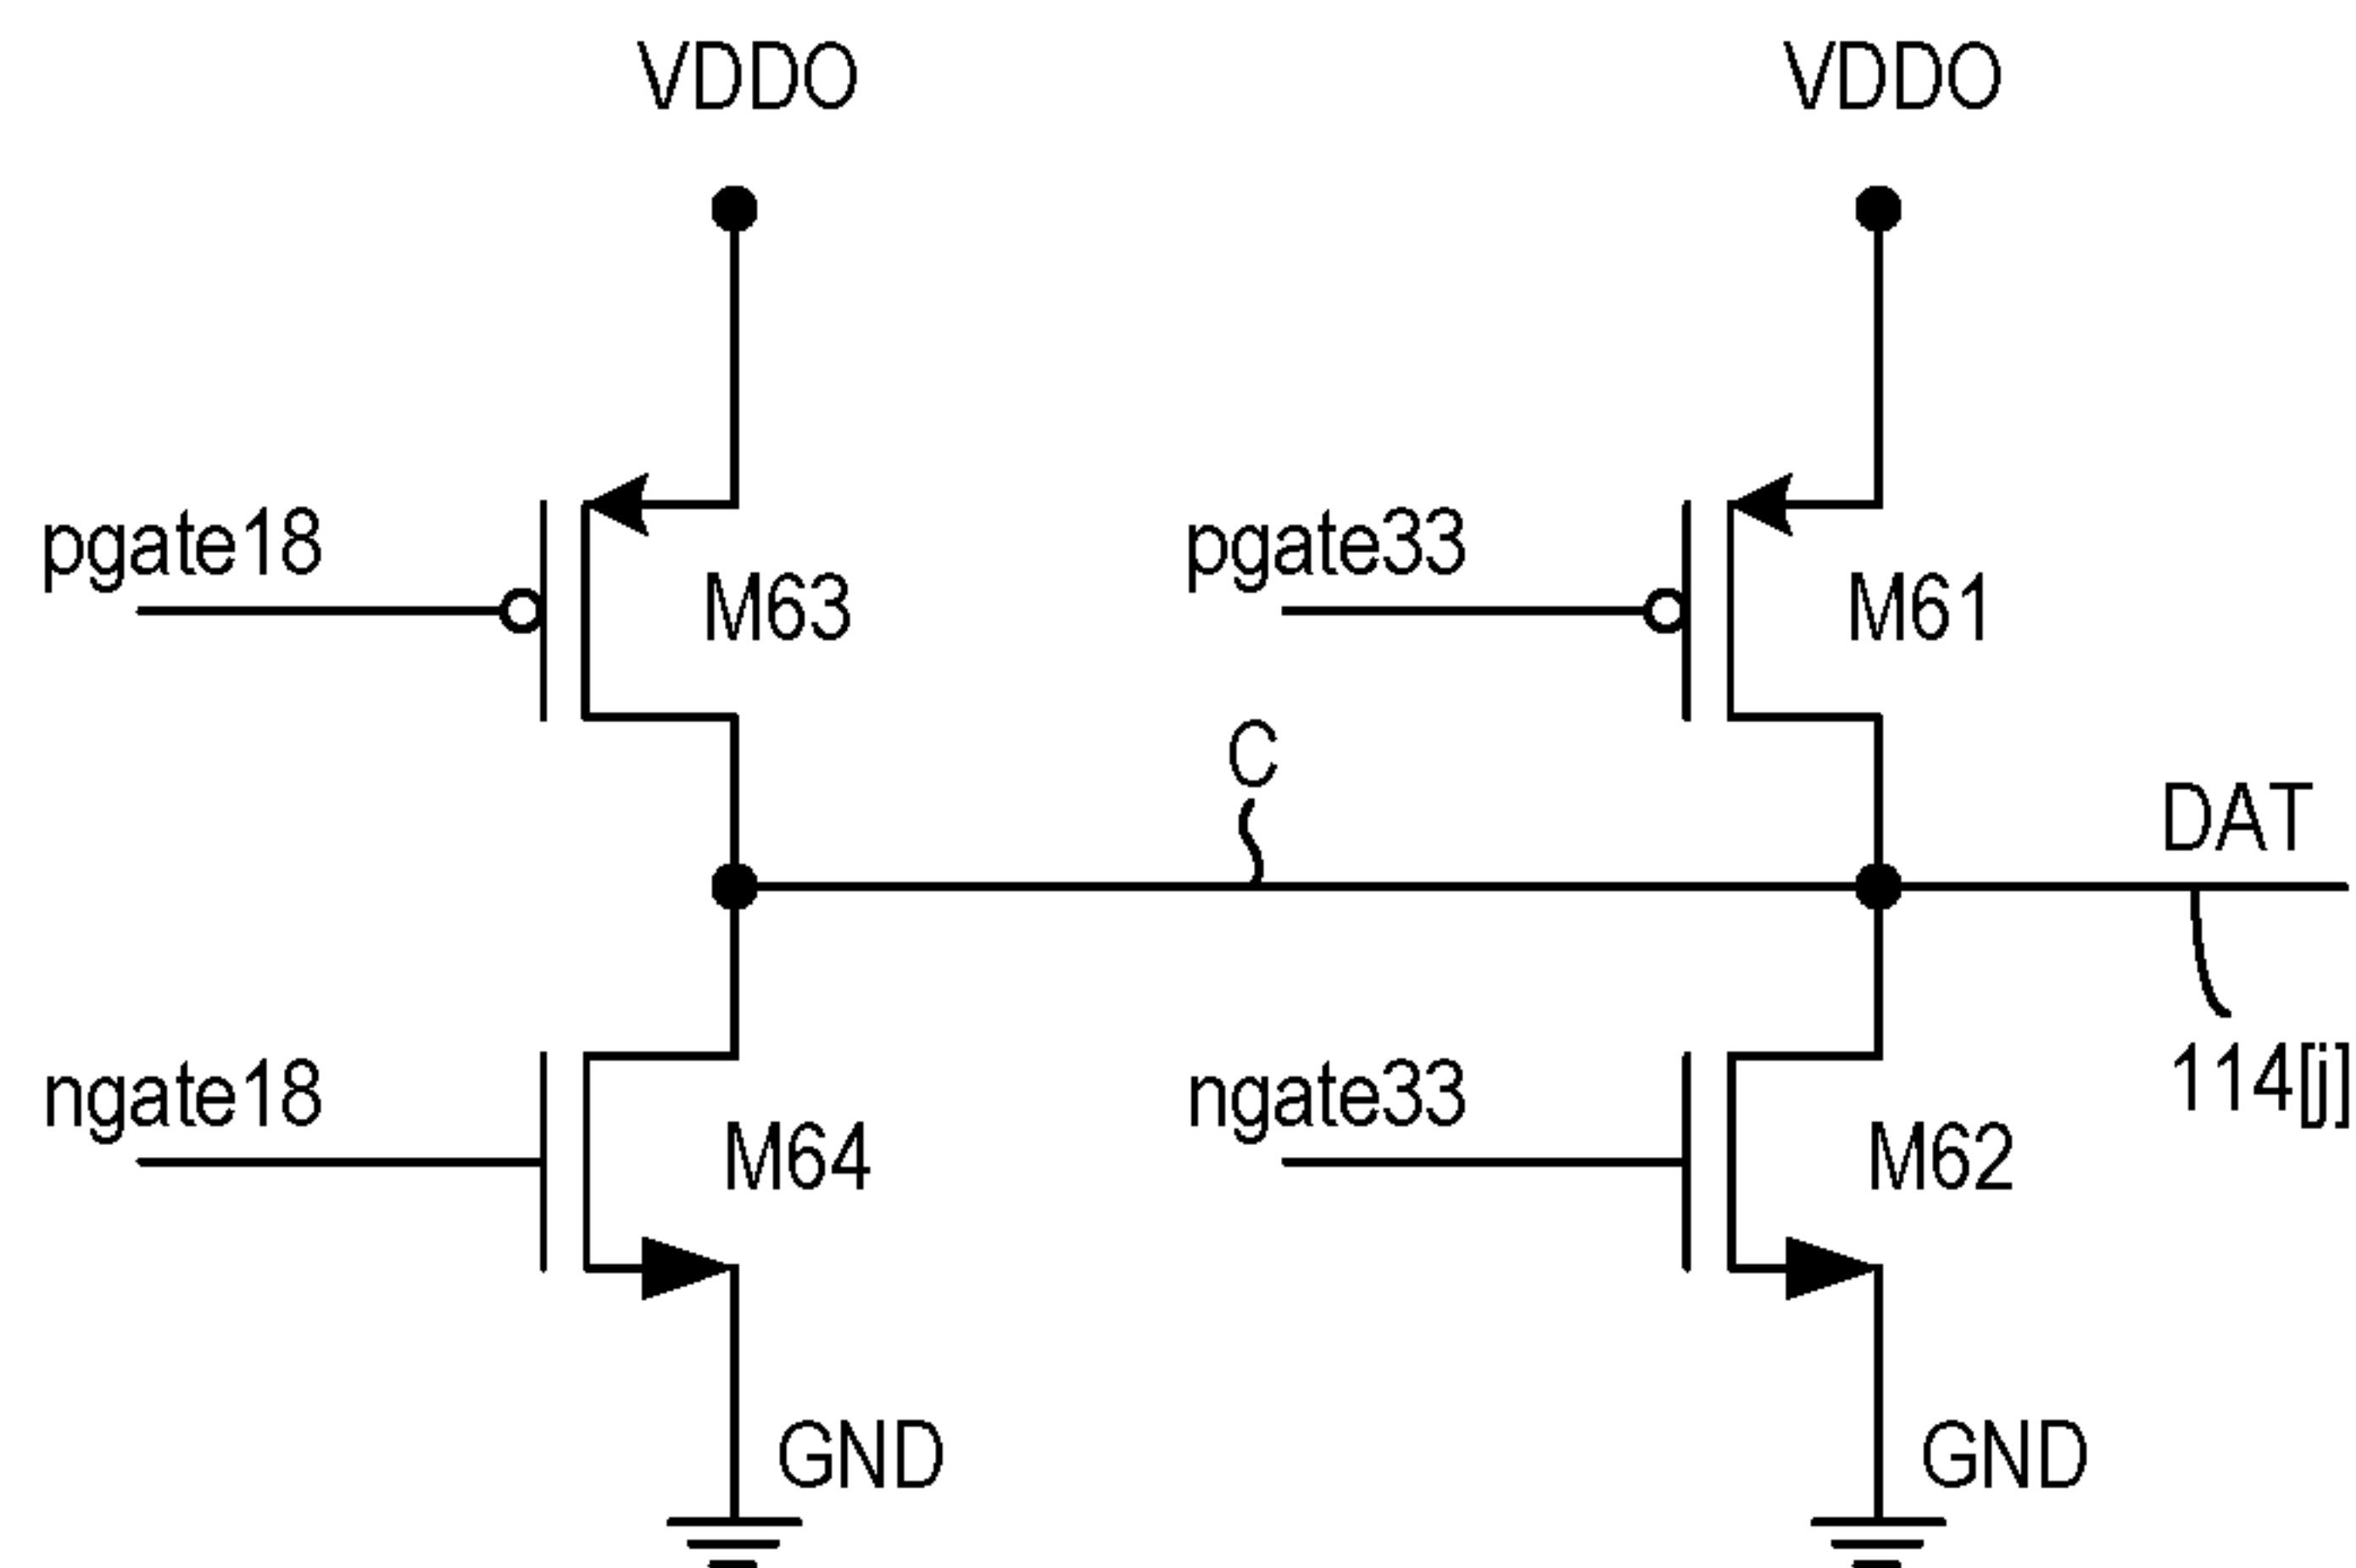 VDDO
VDDO
pgate18
M63
pgate33
M61
C
DAT
114[j]
ngate18
M64
ngate33
M62
GND
GND